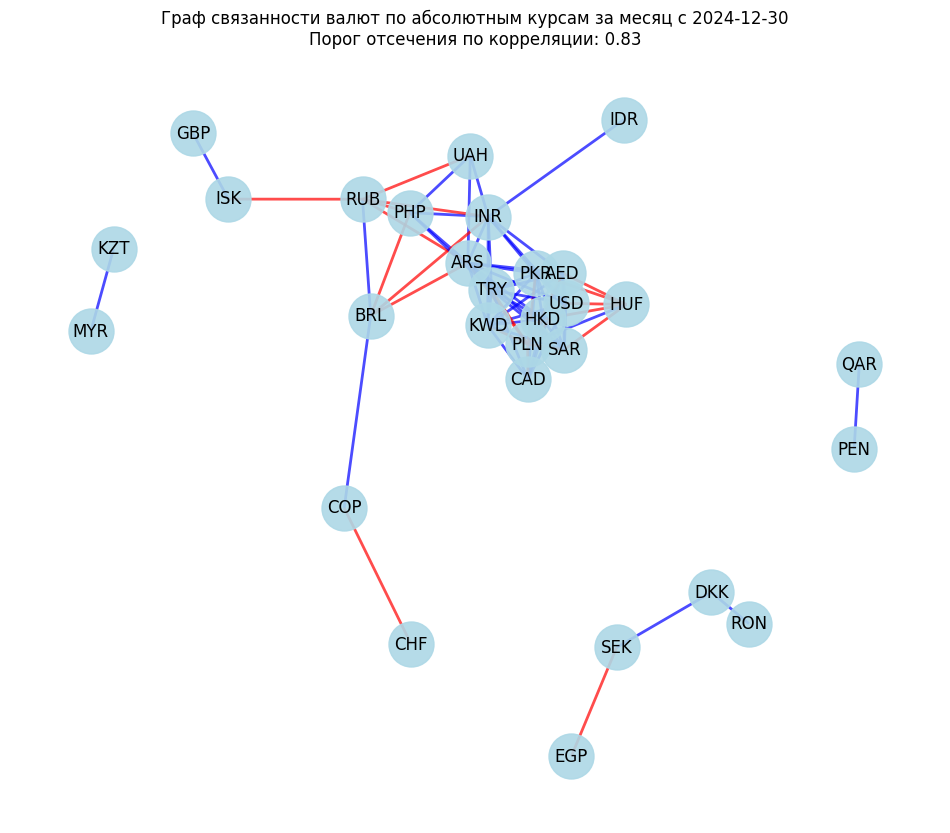 Граф связанности валют по абсолютным курсам за месяц с 2024-12-30
Порог отсечения по корреляции: 0.83
IDR
GBP
UAH
ISK
RUB
PHP
INR
KZT
ARS
PKR
AED
TRY
USD
HUF
BRL
HKD
KWD
MYR
PLN
SAR
QAR
CAD
PEN
COP
DKK
RON
CHF
SEK
EGP